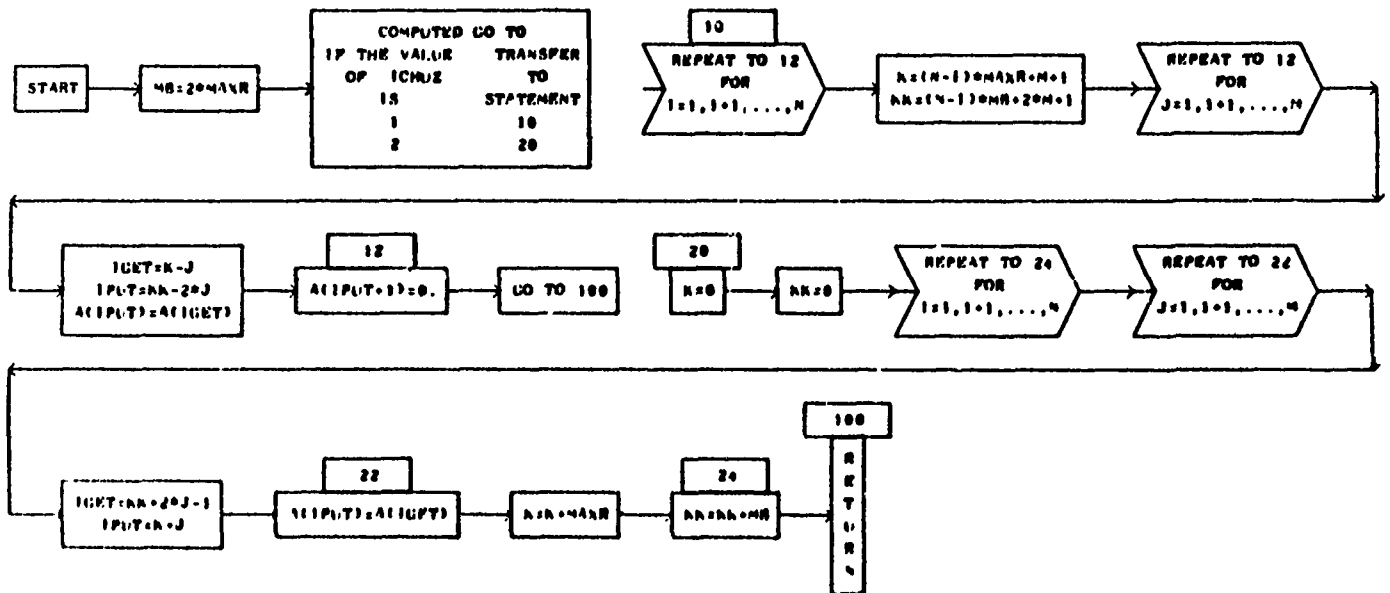 START
MB=2*MAXR
COMPUTED GO TO
IF THE VALUE TRANSFER
OF ICHUZ TO
IS STATEMENT
1 10
2 20
10
REPEAT TO 12
FOR
I=1,1+1,...,N
K=(N-1)*MAXR+M+1
KK=(N-1)*MB+2*M+1
REPEAT TO 12
FOR
J=1,1+1,...,M
IGET=K-J
IPUT=KK-2*J
A(IPUT)=A(IGET)
12
A(IPUT+1)=0.
GO TO 100
20
K=0
KK=0
REPEAT TO 24
FOR
I=1,1+1,...,N
REPEAT TO 22
FOR
J=1,1+1,...,M
IGET=KK+2*J-1
IPUT=K+J
22
A(IPUT)=A(IGET)
K=K+MAXR
24
KK=KK+MB
100
RETURN